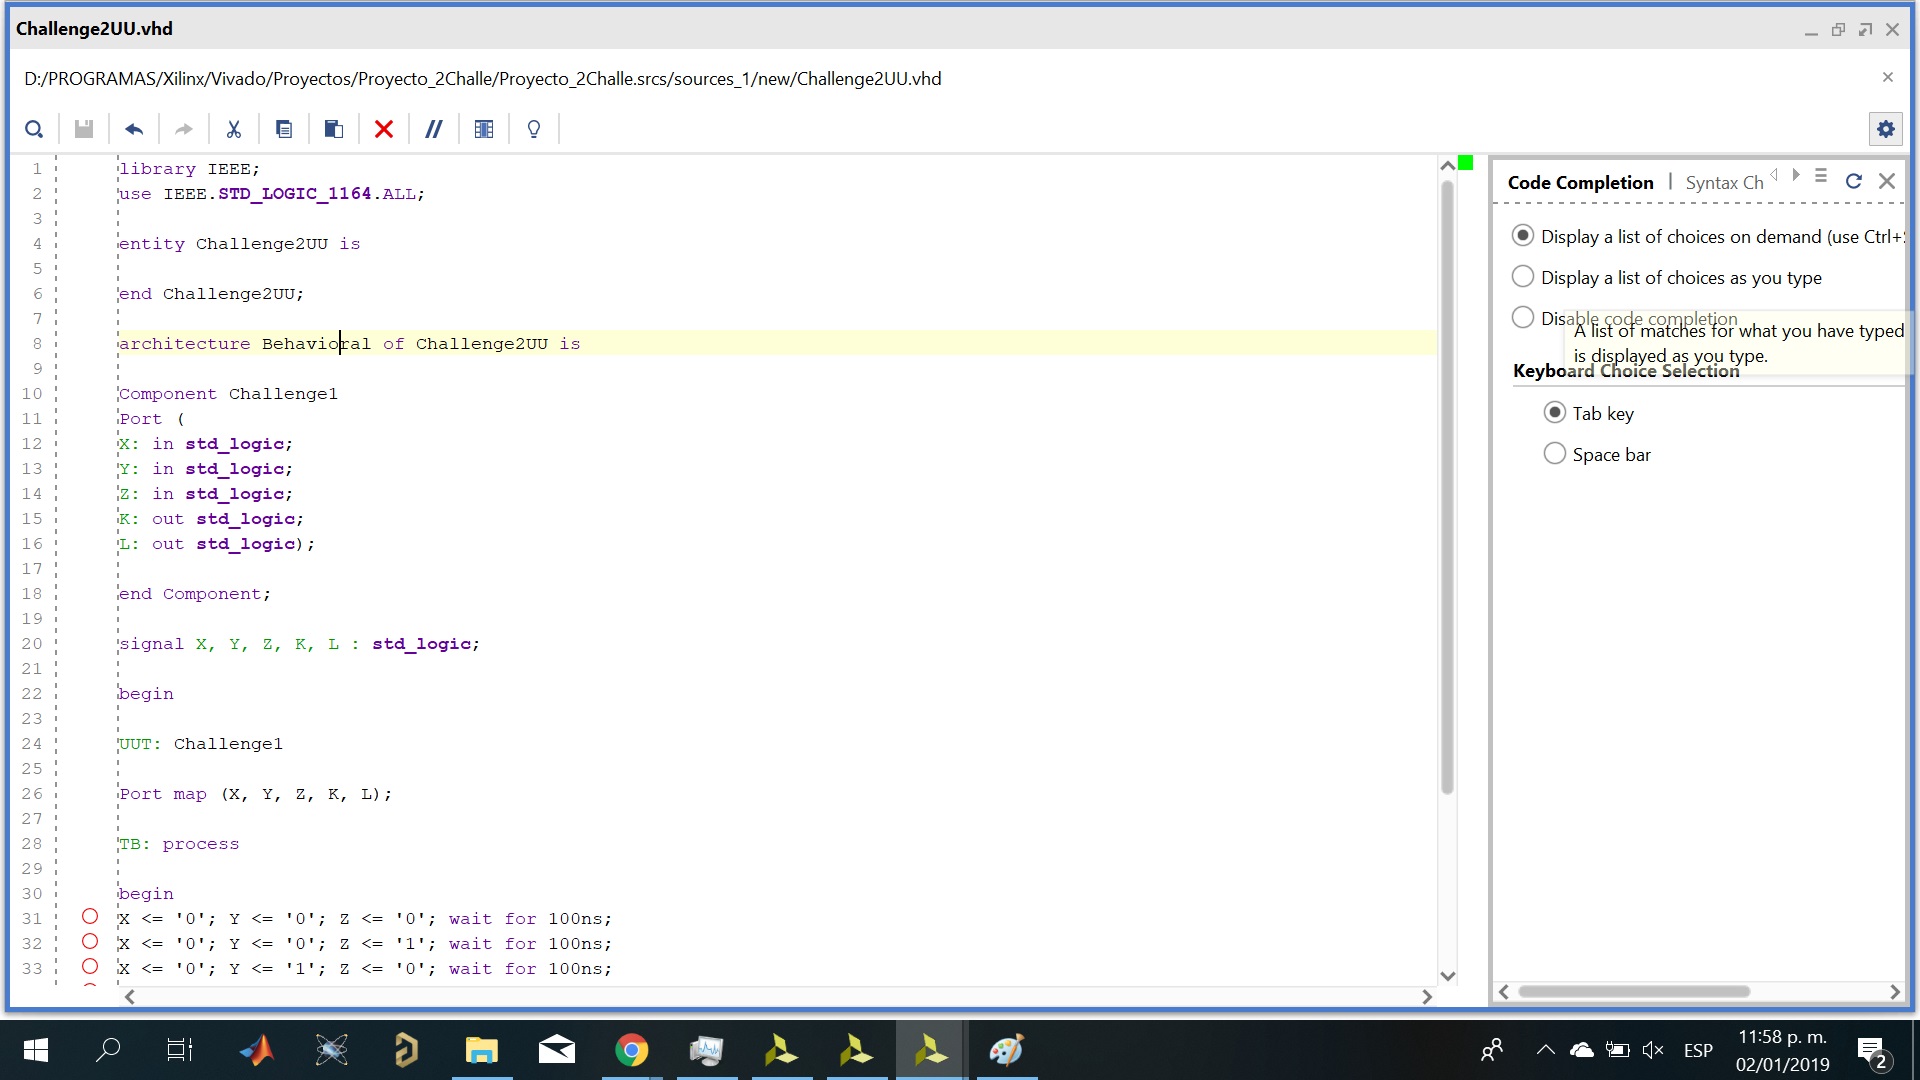 Challenge2UU.vhd
D:/PROGRAMAS/Xilinx/Vivado/Proyectos/Proyecto_2Challe/Proyecto_2Challe.srcs/sources_1/new/Challenge2UU.vhd
1 library IEEE;
2 use IEEE.STD_LOGIC_1164.ALL;
3
4 entity Challenge2UU is
5
6 end Challenge2UU;
7
8 architecture Behavioral of Challenge2UU is
9
10 Component Challenge1
11 Port (
12 X: in std_logic;
13 Y: in std_logic;
14 Z: in std_logic;
15 K: out std_logic;
16 L: out std_logic);
17
18 end Component;
19
20 signal X, Y, Z, K, L : std_logic;
21
22 begin
23
24 UUT: Challenge1
25
26 Port map (X, Y, Z, K, L);
27
28 TB: process
29
30 begin
31 X <= '0'; Y <= '0'; Z <= '0'; wait for 100ns;
32 X <= '0'; Y <= '0'; Z <= '1'; wait for 100ns;
33 X <= '0'; Y <= '1'; Z <= '0'; wait for 100ns;
Code Completion | Syntax Ch
Display a list of choices on demand (use Ctrl+
Display a list of choices as you type
Disable code completion
A list of matches for what you have typed
is displayed as you type.
Keyboard Choice Selection
Tab key
Space bar
ESP
11:58 p. m.
02/01/2019
2